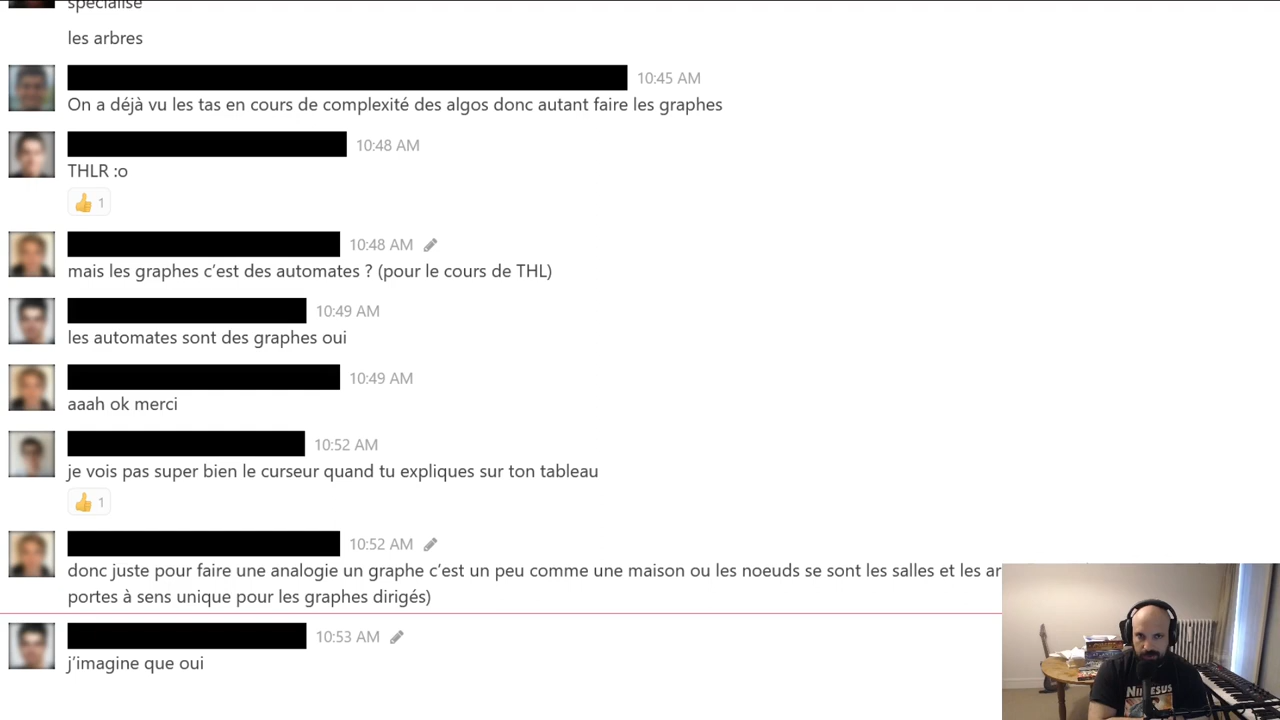 spécialisé
les arbres
10:45 AM
On a déjà vu les tas en cours de complexité des algos donc autant faire les graphes
10:48 AM
THLR :o
1
10:48 AM
mais les graphes c’est des automates ? (pour le cours de THL)
10:49 AM
les automates sont des graphes oui
10:49 AM
aaah ok merci
10:52 AM
je vois pas super bien le curseur quand tu expliques sur ton tableau
1
10:52 AM
donc juste pour faire une analogie un graphe c’est un peu comme une maison ou les noeuds se sont les salles et les ar
portes à sens unique pour les graphes dirigés)
10:53 AM
j’imagine que oui